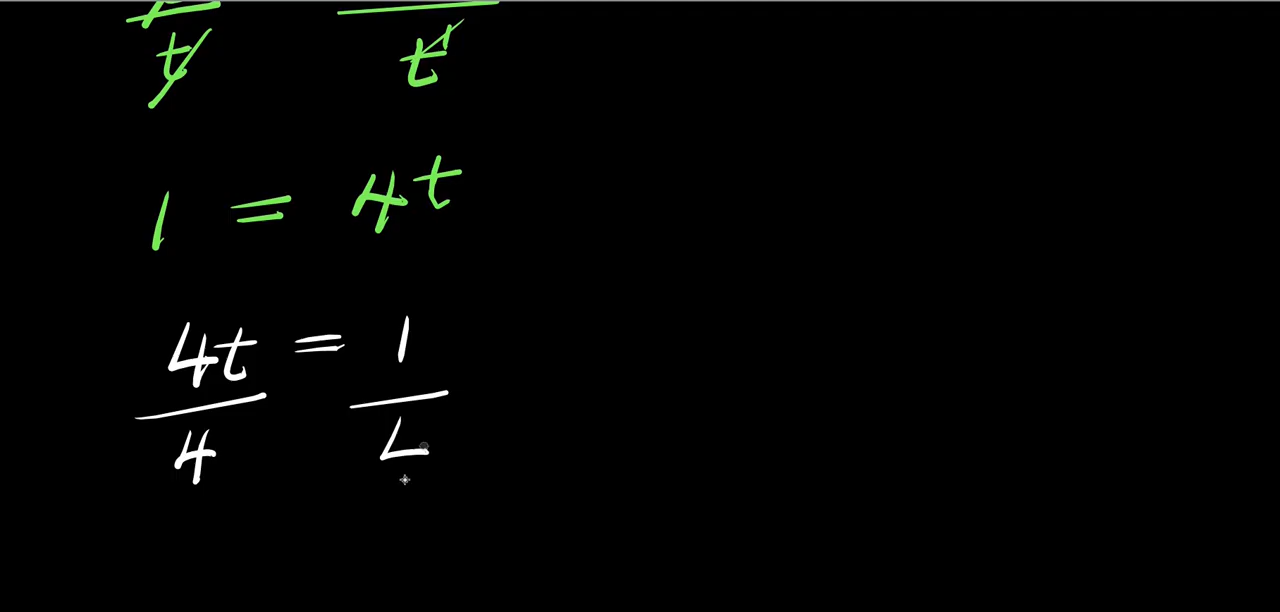 t t
1 = 4t
4t = 1
4